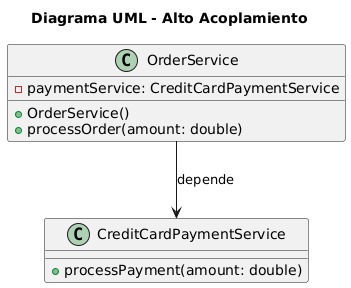 Diagrama UML - Alto Acoplamiento
C OrderService
paymentService: CreditCardPaymentService
OrderService()
processOrder(amount: double)
depende
C CreditCardPaymentService
processPayment(amount: double)